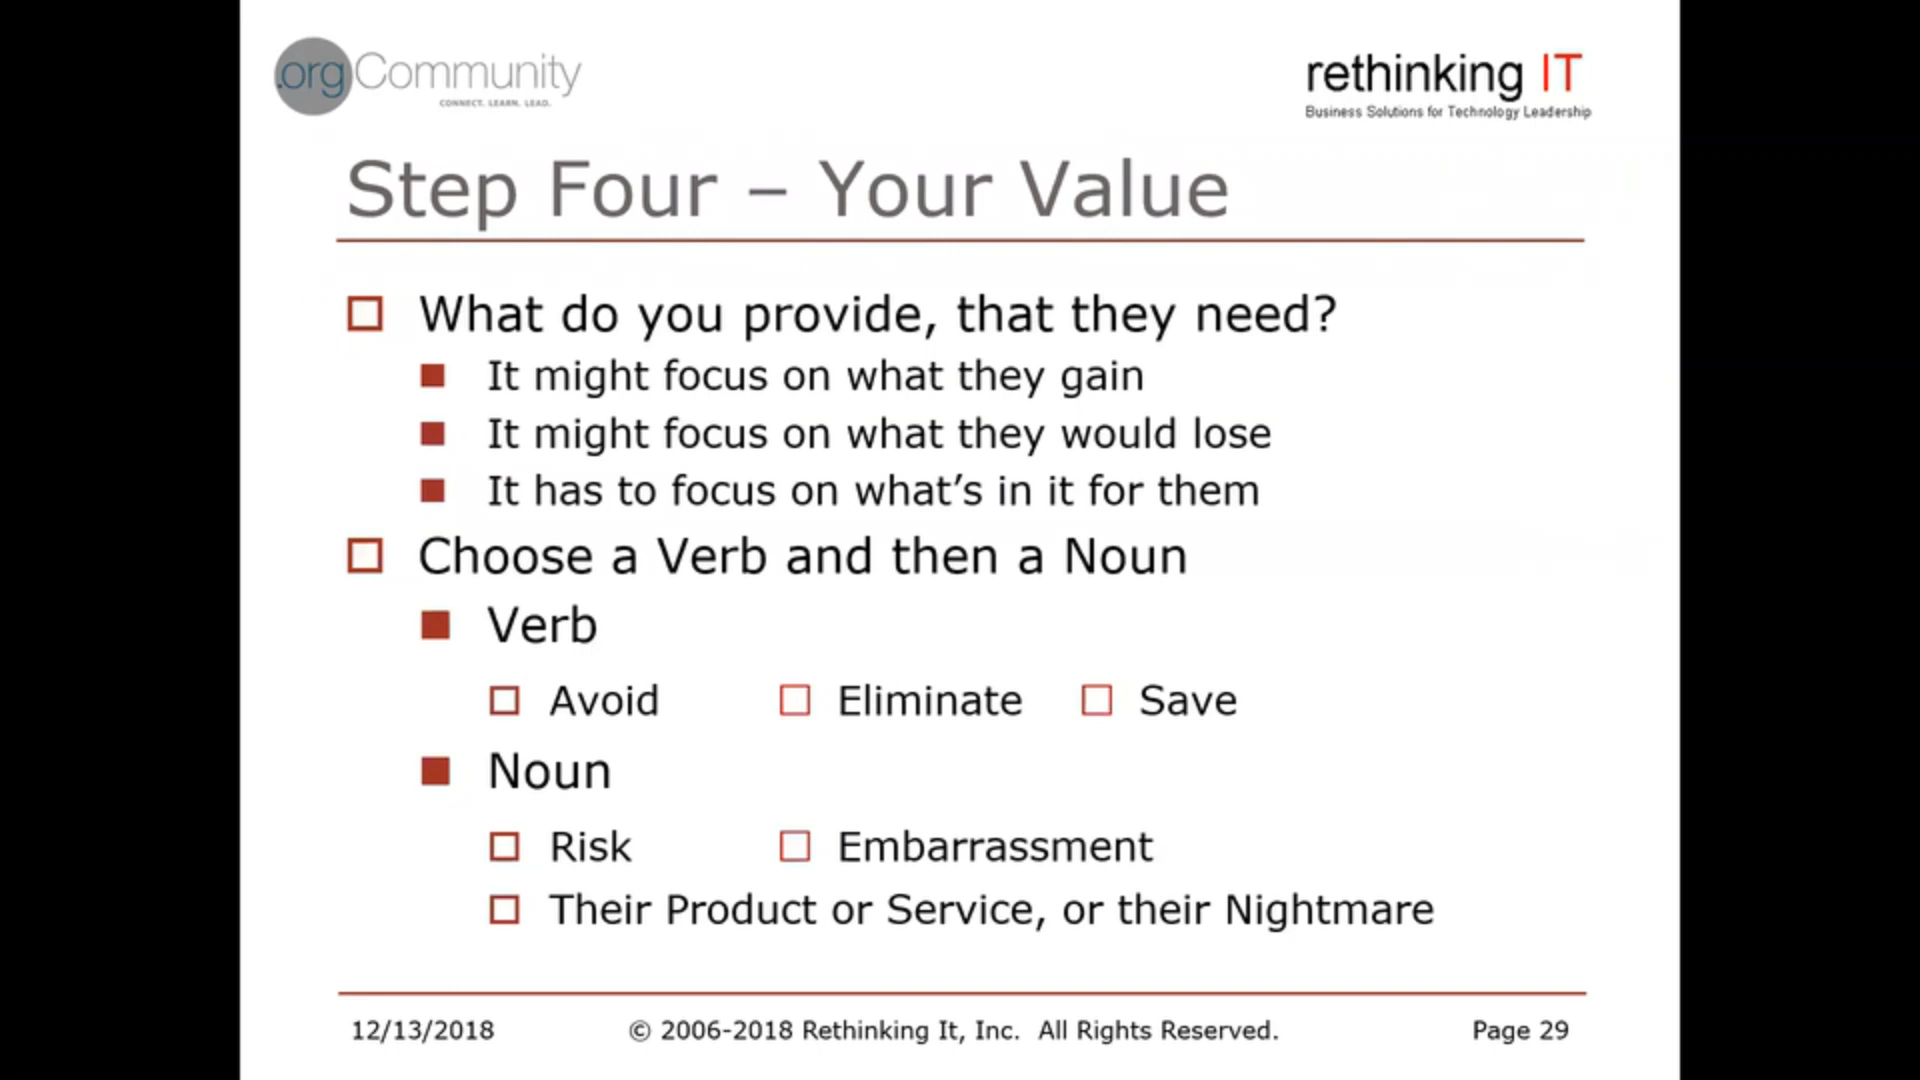 .orgCommunity
CONNECT. LEARN. LEAD.
rethinking IT
Business Solutions for Technology Leadership
Step Four – Your Value
What do you provide, that they need?
It might focus on what they gain
It might focus on what they would lose
It has to focus on what’s in it for them
Choose a Verb and then a Noun
Verb
Avoid Eliminate Save
Noun
Risk Embarrassment
Their Product or Service, or their Nightmare
12/13/2018 © 2006-2018 Rethinking It, Inc. All Rights Reserved. Page 29